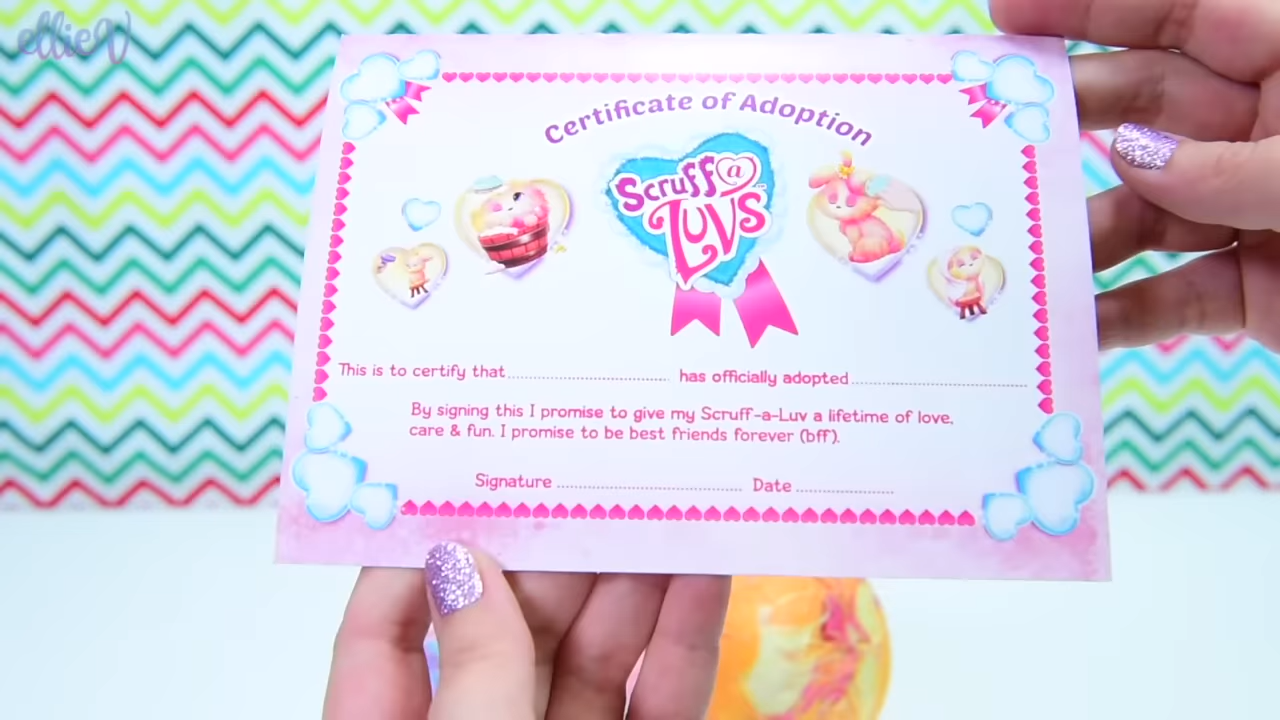 ellieV
Certificate of Adoption
Scruff a
Luvs
This is to certify that................................ has officially adopted................................
By signing this I promise to give my Scruff-a-Luv a lifetime of love,
care & fun. I promise to be best friends forever (bff).
Signature ................................ Date ................